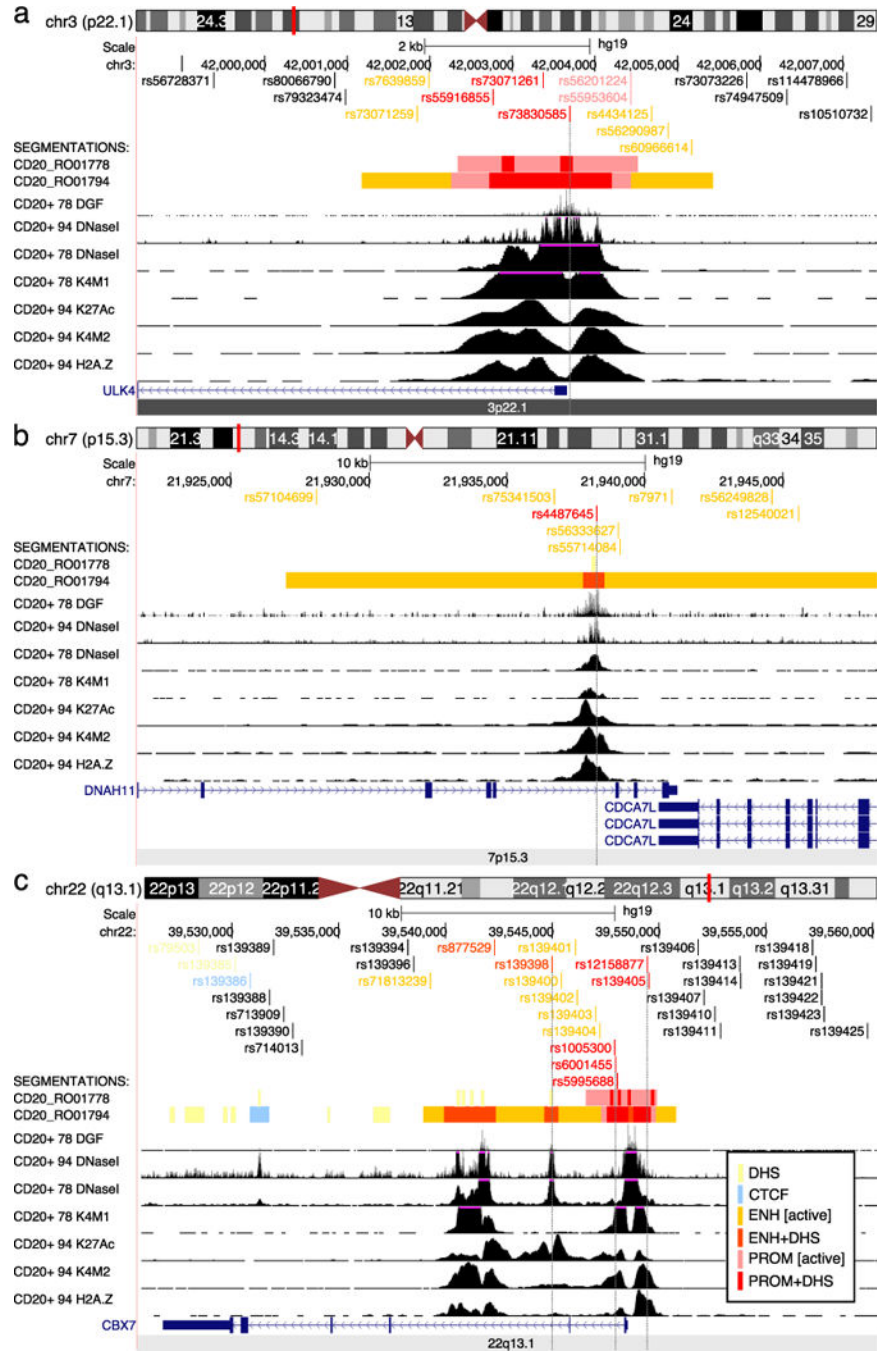 a
chr3 (p22.1) 24.3 13 24 29
Scale 2 kb hg19
chr3: 42,000,000 42,001,000 42,002,000 42,003,000 42,004,000 42,005,000 42,006,000 42,007,000
rs56728371 rs80066790 rs7639859 rs73071261 rs56201224 rs73073226 rs114478966
rs79323474 rs55916855 rs55953604 rs74947509
rs73071259 rs73830585 rs4434125 rs10510732
rs56290987
SEGMENTATIONS: rs60966614
CD20_RO01778
CD20_RO01794
CD20+ 78 DGF
CD20+ 94 DNaseI
CD20+ 78 DNaseI
CD20+ 78 K4M1
CD20+ 94 K27Ac
CD20+ 94 K4M2
CD20+ 94 H2A.Z
ULK4
3p22.1
b
chr7 (p15.3) 21.3 14.3 14.1 21.11 31.1 q33 34 35
Scale 10 kb hg19
chr7: 21,925,000 21,930,000 21,935,000 21,940,000 21,945,000
rs57104699 rs75341503 rs7971 rs56249828
rs4487645 rs12540021
rs56333627
SEGMENTATIONS: rs55714084
CD20_RO01778
CD20_RO01794
CD20+ 78 DGF
CD20+ 94 DNaseI
CD20+ 78 DNaseI
CD20+ 78 K4M1
CD20+ 94 K27Ac
CD20+ 94 K4M2
CD20+ 94 H2A.Z
DNAH11
CDCA7L
CDCA7L
CDCA7L
7p15.3
c
chr22 (q13.1) 22p13 22p12 22p11.2 22q11.21 22q12.1 q12.2 22q12.3 q13.1 q13.2 q13.31
Scale 10 kb hg19
chr22: 39,530,000 39,535,000 39,540,000 39,545,000 39,550,000 39,555,000 39,560,000
rs79503 rs139389 rs139394 rs877529 rs139401 rs139406 rs139418
rs139396 rs139398 rs12158877 rs139413 rs139419
rs139386 rs71813239 rs139400 rs139405 rs139414 rs139421
rs139388 rs139402 rs139407 rs139422
rs713909 rs139403 rs139410 rs139423
rs139390 rs139404 rs139411 rs139425
rs714013 rs1005300
rs6001455
SEGMENTATIONS: rs5995688
CD20_RO01778
CD20_RO01794
CD20+ 78 DGF
CD20+ 94 DNaseI
CD20+ 78 DNaseI
CD20+ 78 K4M1
CD20+ 94 K27Ac
CD20+ 94 K4M2
CD20+ 94 H2A.Z
CBX7
22q13.1
DHS
CTCF
ENH [active]
ENH+DHS
PROM [active]
PROM+DHS